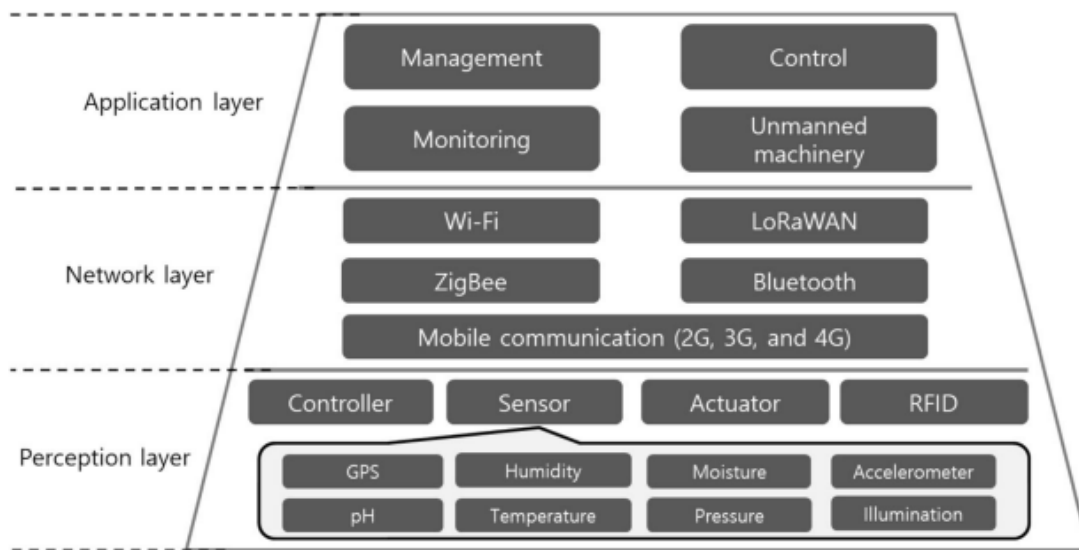 Management
Control
Application layer
Monitoring
Unmanned
machinery
Wi-Fi
LoRaWAN
Network layer
ZigBee
Bluetooth
Mobile communication (2G, 3G, and 4G)
Controller
Sensor
Actuator
RFID
Perception layer
GPS
Humidity
Moisture
Accelerometer
pH
Temperature
Pressure
Illumination